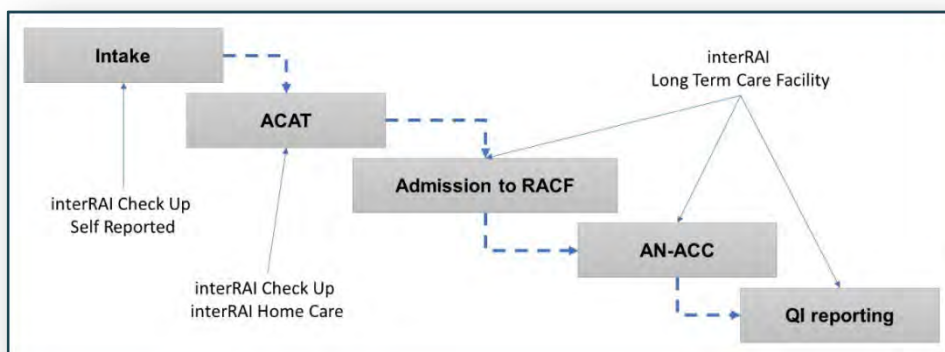 Intake
interRAI
Long Term Care Facility
ACAT
Admission to RACF
interRAI Check Up
Self Reported
AN-ACC
interRAI Check Up
interRAI Home Care
QI reporting